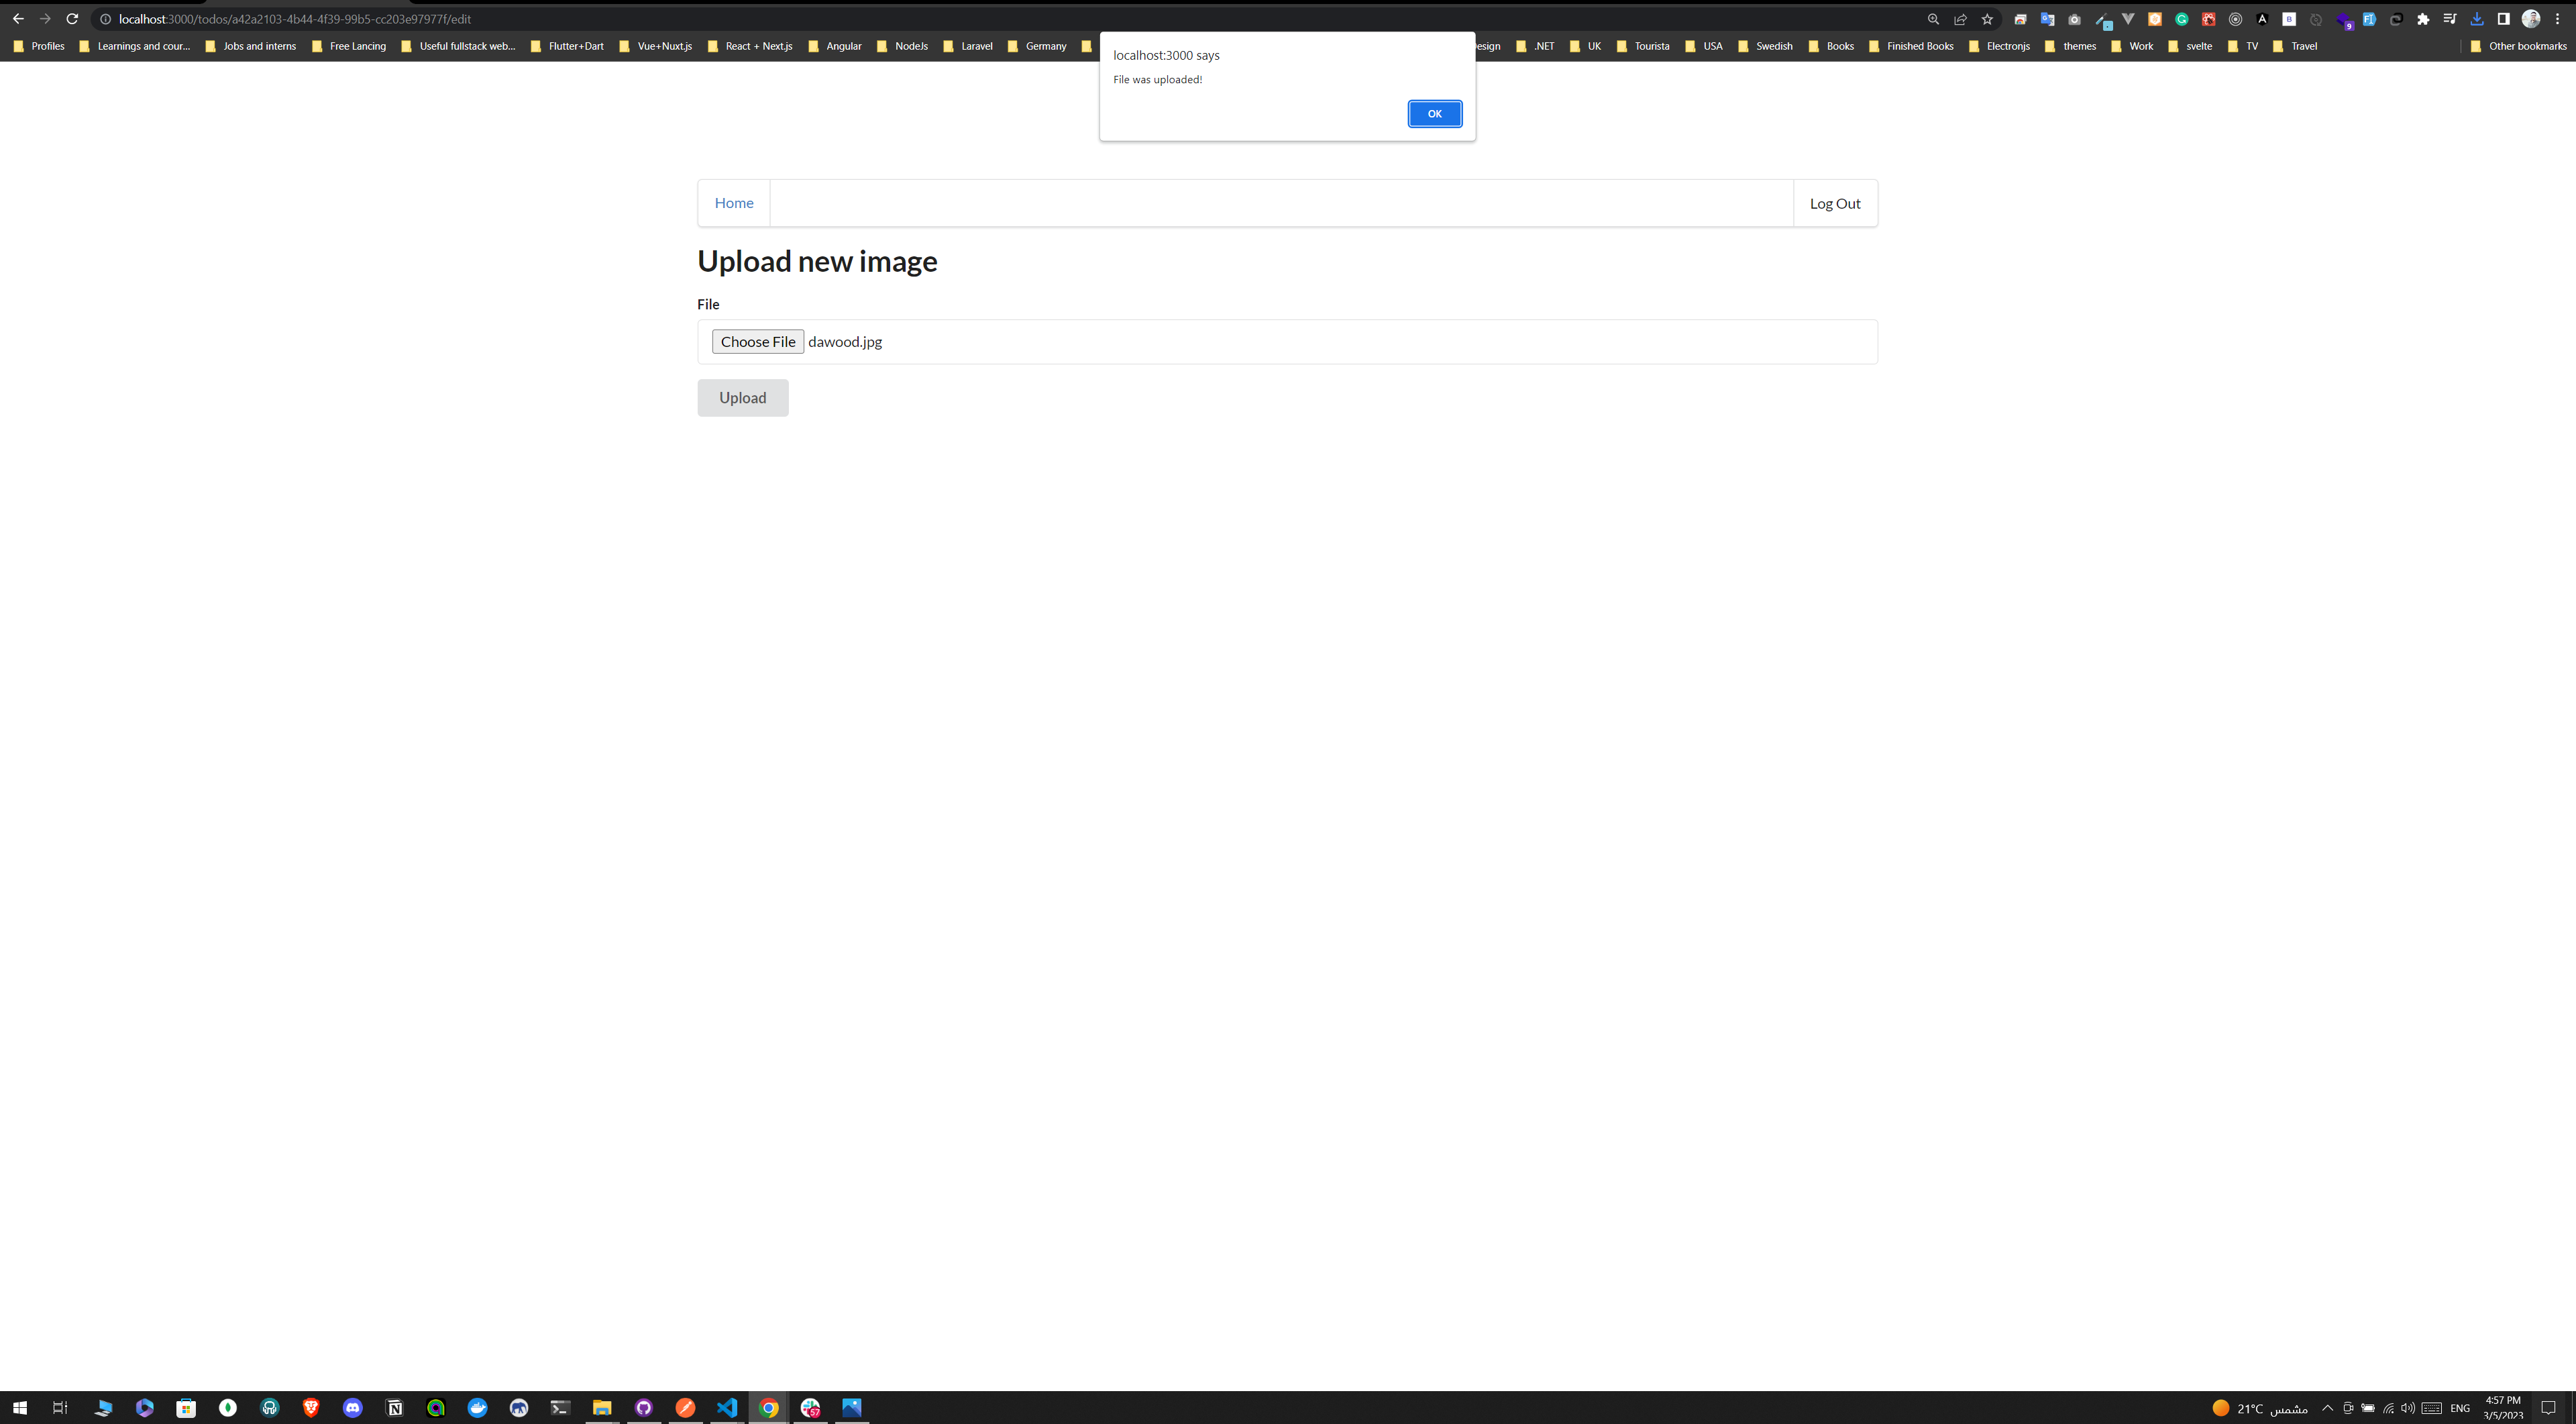 localhost:3000/todos/a42a2103-4b44-4f39-99b5-cc203e97977f/edit
Profiles Learnings and cour... Jobs and interns Free Lancing Useful fullstack web... Flutter+Dart Vue+Nuxt.js React + Next.js Angular NodeJs Laravel Germany .NET UK Tourista USA Swedish Books Finished Books Electronjs themes Work svelte TV Travel Other bookmarks
localhost:3000 says
File was uploaded!
OK
Home Log Out
Upload new image
File
Choose File dawood.jpg
Upload
21°C مشمس ENG 4:57 PM
3/5/2023